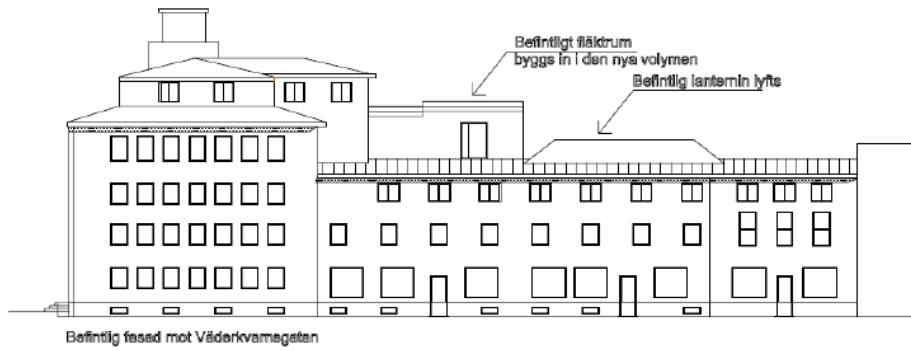 Befintligt fläktrum
byggs in i den nya volymen
Befintlig lanternin lyfts
Befintlig fasad mot Väderkvarnsgatan